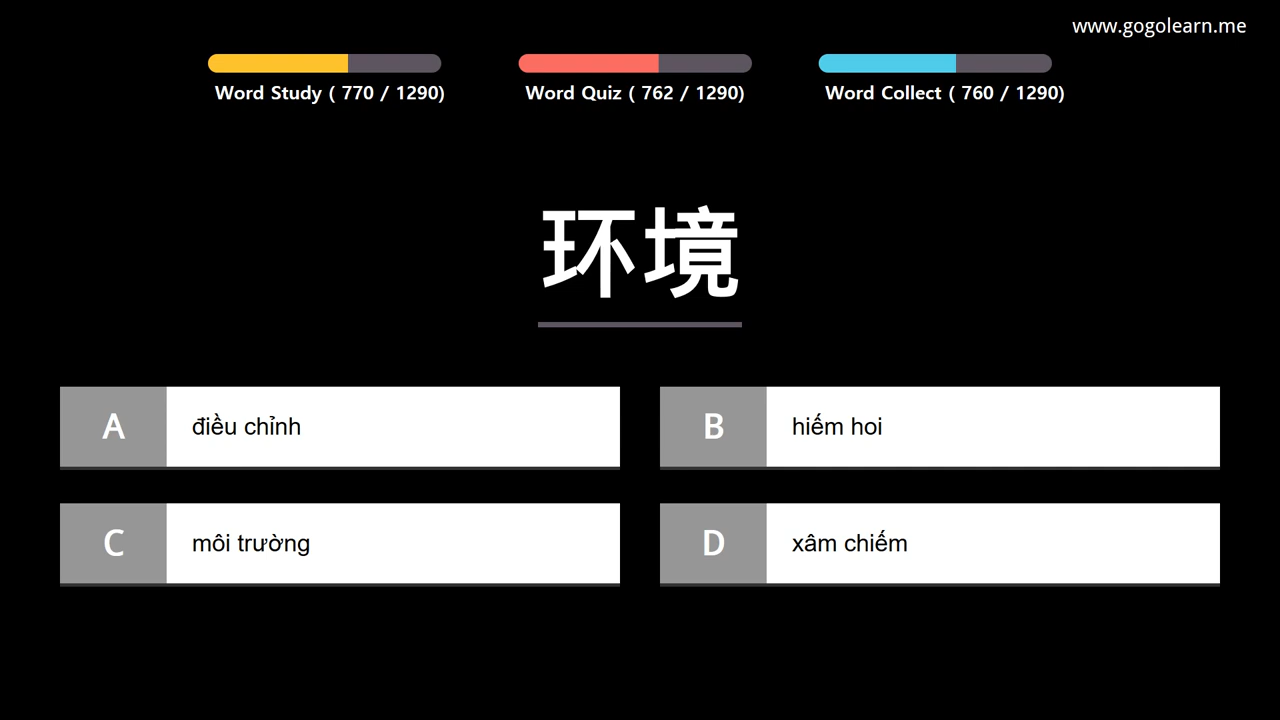 www.gogolearn.me
Word Study ( 770 / 1290)
Word Quiz ( 762 / 1290)
Word Collect ( 760 / 1290)
环境
A điều chỉnh
B hiếm hoi
C môi trường
D xâm chiếm